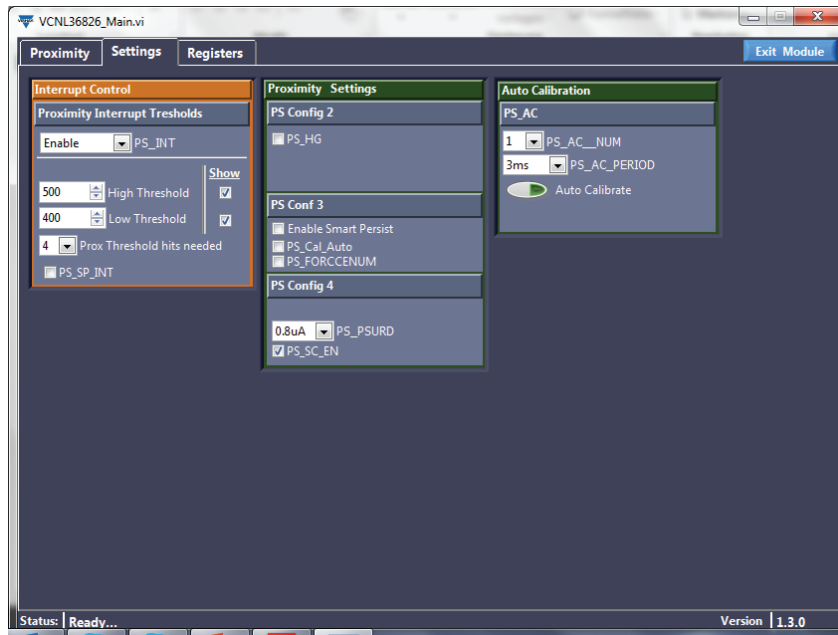 VCNL36826_Main.vi
Proximity
Settings
Registers
Exit Module
Interrupt Control
Proximity Interrupt Tresholds
Enable
PS_INT
Show
500
High Threshold
400
Low Threshold
4
Prox Threshold hits needed
PS_SP_INT
Proximity Settings
PS Config 2
PS_HG
PS Conf 3
Enable Smart Persist
PS_Cal_Auto
PS_FORCCENUM
PS Config 4
0.8uA
PS_PSURD
PS_SC_EN
Auto Calibration
PS_AC
1
PS_AC__NUM
3ms
PS_AC_PERIOD
Auto Calibrate
Status:
Ready...
Version
1.3.0